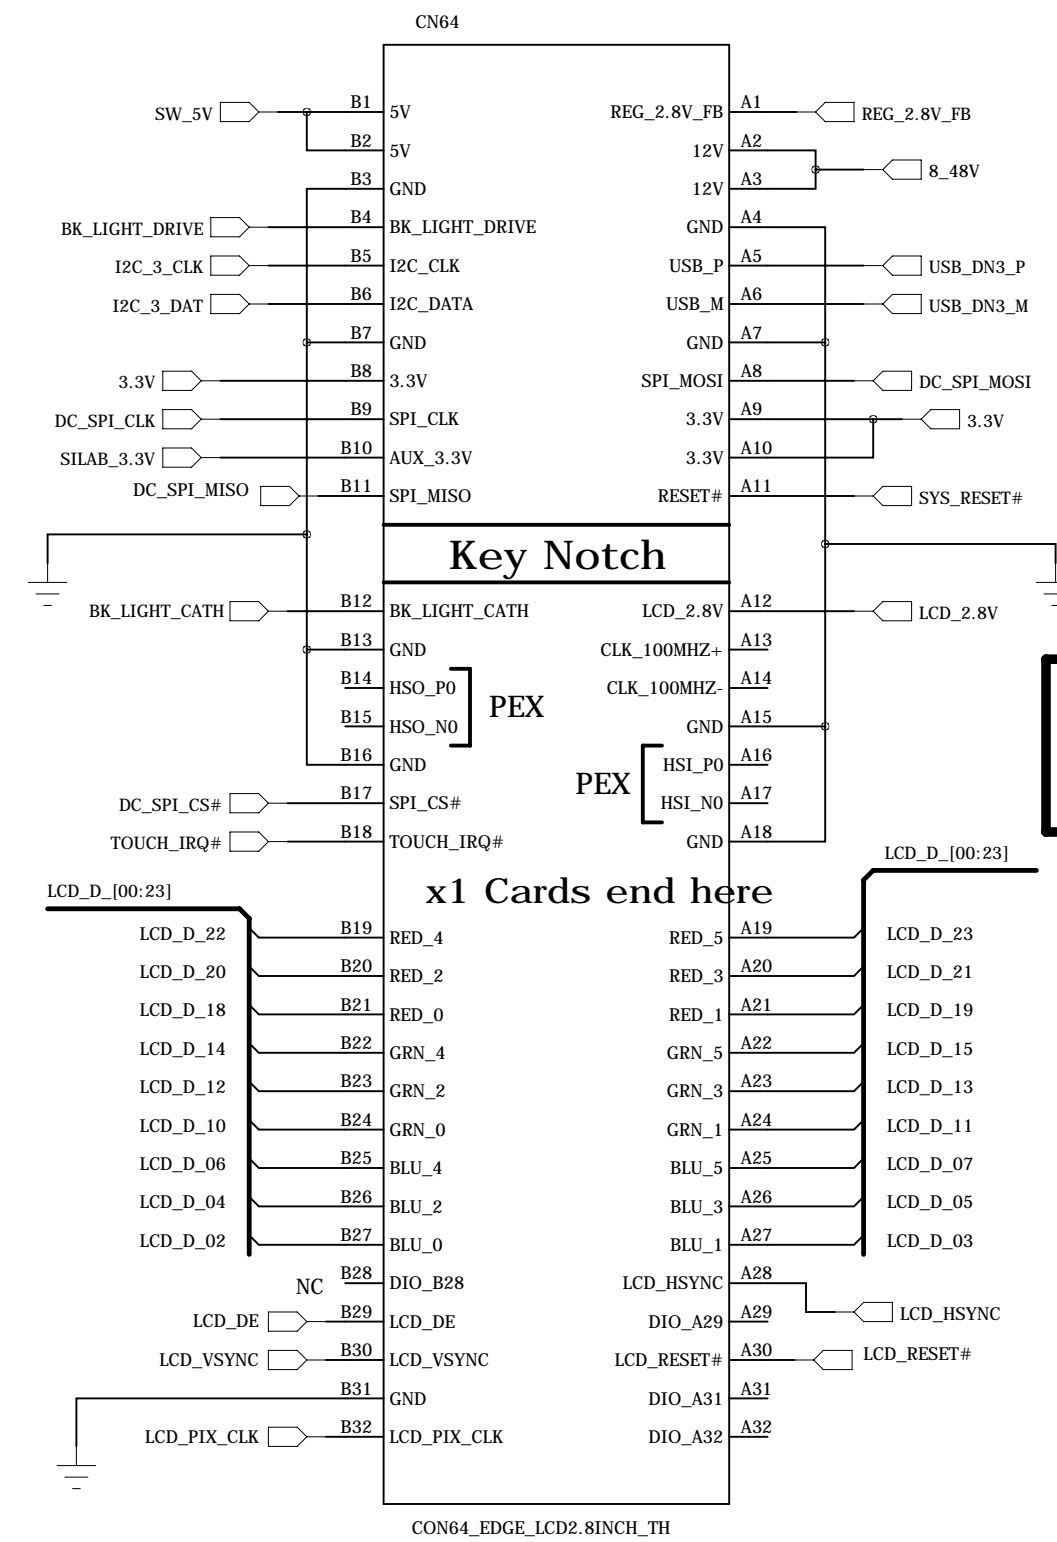 CN64
SW_5V B1 5V REG_2.8V_FB A1 REG_2.8V_FB
B2 5V 12V A2
8_48V
B3 GND 12V A3
BK_LIGHT_DRIVE B4 BK_LIGHT_DRIVE GND A4
I2C_3_CLK B5 I2C_CLK USB_P A5 USB_DN3_P
I2C_3_DAT B6 I2C_DATA USB_M A6 USB_DN3_M
B7 GND GND A7
3.3V B8 3.3V SPI_MOSI A8 DC_SPI_MOSI
DC_SPI_CLK B9 SPI_CLK 3.3V A9 3.3V
SILAB_3.3V B10 AUX_3.3V 3.3V A10
DC_SPI_MISO B11 SPI_MISO RESET# A11 SYS_RESET#
Key Notch
BK_LIGHT_CATH B12 BK_LIGHT_CATH LCD_2.8V A12 LCD_2.8V
B13 GND CLK_100MHZ+ A13
B14 HSO_P0 CLK_100MHZ- A14
PEX
B15 HSO_N0 GND A15
B16 GND HSI_P0 A16
PEX
DC_SPI_CS# B17 SPI_CS# HSI_N0 A17
TOUCH_IRQ# B18 TOUCH_IRQ# GND A18
LCD_D_[00:23]
LCD_D_[00:23] x1 Cards end here
LCD_D_22 B19 RED_4 RED_5 A19 LCD_D_23
LCD_D_20 B20 RED_2 RED_3 A20 LCD_D_21
LCD_D_18 B21 RED_0 RED_1 A21 LCD_D_19
LCD_D_14 B22 GRN_4 GRN_5 A22 LCD_D_15
LCD_D_12 B23 GRN_2 GRN_3 A23 LCD_D_13
LCD_D_10 B24 GRN_0 GRN_1 A24 LCD_D_11
LCD_D_06 B25 BLU_4 BLU_5 A25 LCD_D_07
LCD_D_04 B26 BLU_2 BLU_3 A26 LCD_D_05
LCD_D_02 B27 BLU_0 BLU_1 A27 LCD_D_03
NC B28 DIO_B28 LCD_HSYNC A28
LCD_HSYNC
LCD_DE B29 LCD_DE DIO_A29 A29
LCD_VSYNC B30 LCD_VSYNC LCD_RESET# A30 LCD_RESET#
B31 GND DIO_A31 A31
LCD_PIX_CLK B32 LCD_PIX_CLK DIO_A32 A32
CON64_EDGE_LCD2.8INCH_TH